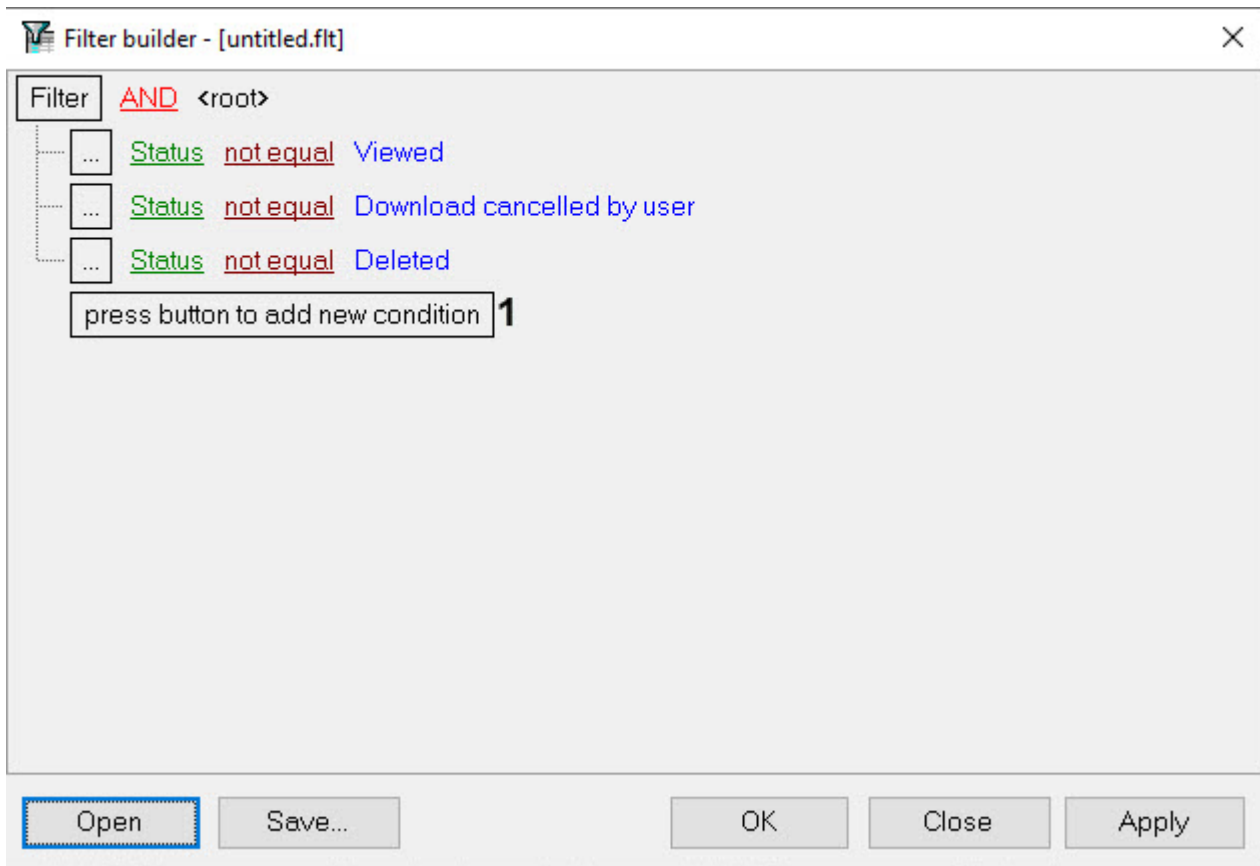 Filter builder - [untitled.flt]
Filter AND <root>
... Status not equal Viewed
... Status not equal Download cancelled by user
... Status not equal Deleted
press button to add new condition 1
Open Save... OK Close Apply